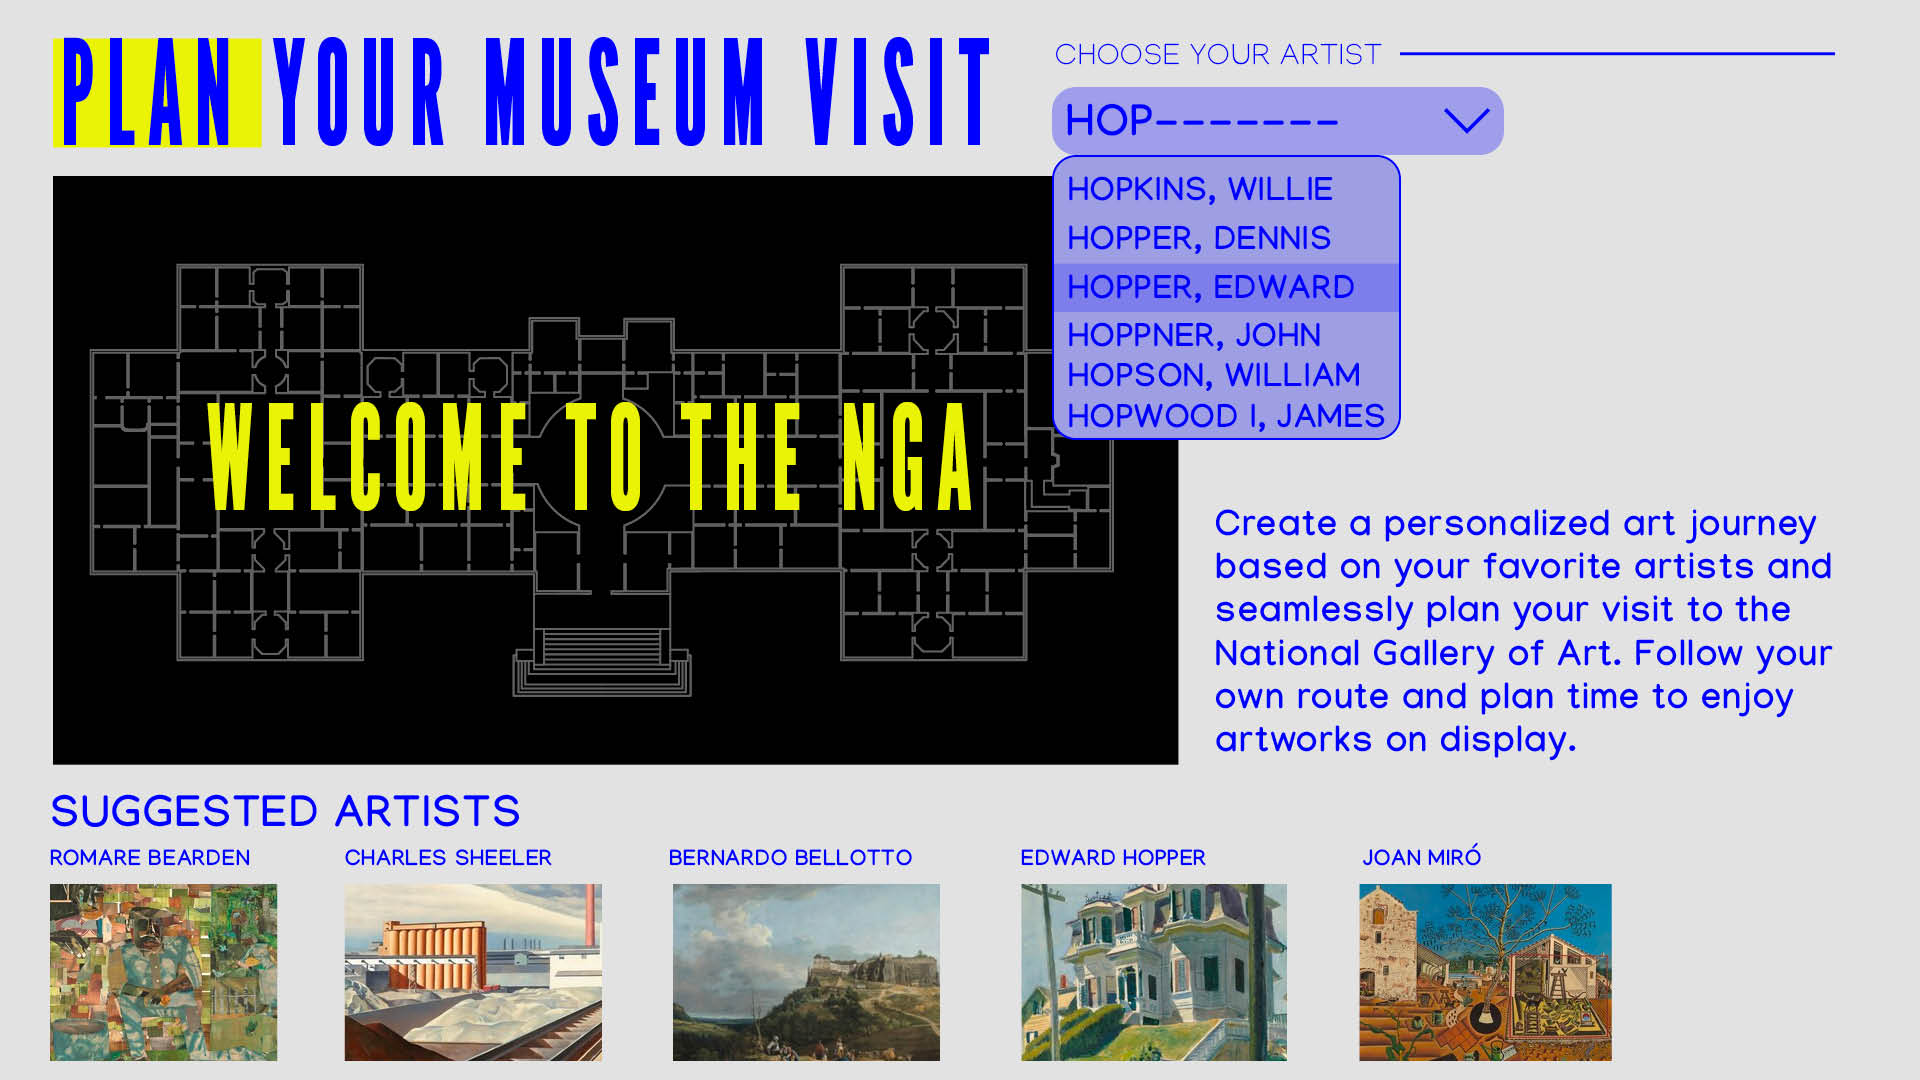 PLAN YOUR MUSEUM VISIT
CHOOSE YOUR ARTIST
HOP-------
HOPKINS, WILLIE
HOPPER, DENNIS
HOPPER, EDWARD
HOPPNER, JOHN
HOPSON, WILLIAM
HOPWOOD I, JAMES
WELCOME TO THE NGA
Create a personalized art journey
based on your favorite artists and
seamlessly plan your visit to the
National Gallery of Art. Follow your
own route and plan time to enjoy
artworks on display.
SUGGESTED ARTISTS
ROMARE BEARDEN
CHARLES SHEELER
BERNARDO BELLOTTO
EDWARD HOPPER
JOAN MIRÓ